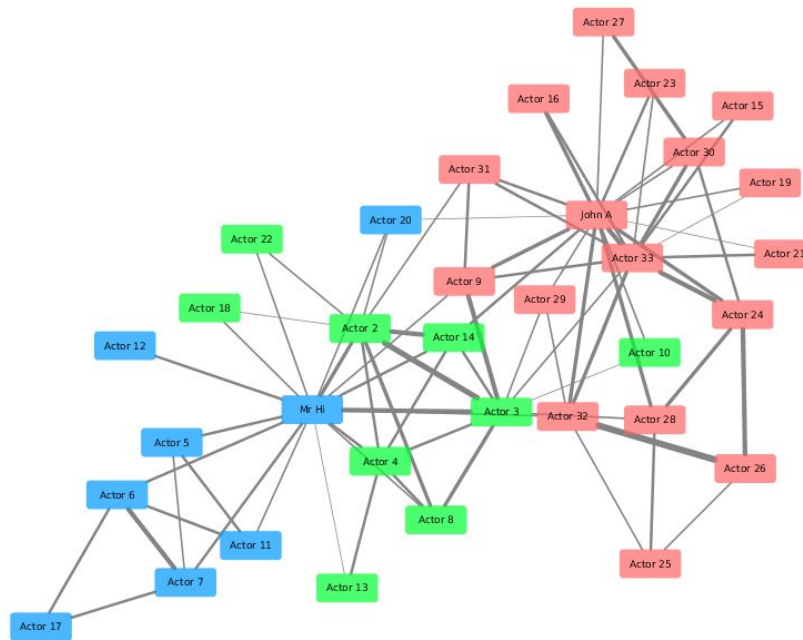 Actor 27
Actor 23
Actor 16
Actor 15
Actor 30
Actor 31
Actor 19
John A
Actor 20
Actor 22
Actor 33
Actor 21
Actor 9
Actor 29
Actor 18
Actor 24
Actor 2
Actor 14
Actor 12
Actor 10
Mr Hi
Actor 3
Actor 32
Actor 28
Actor 5
Actor 4
Actor 26
Actor 6
Actor 8
Actor 11
Actor 25
Actor 7
Actor 13
Actor 17